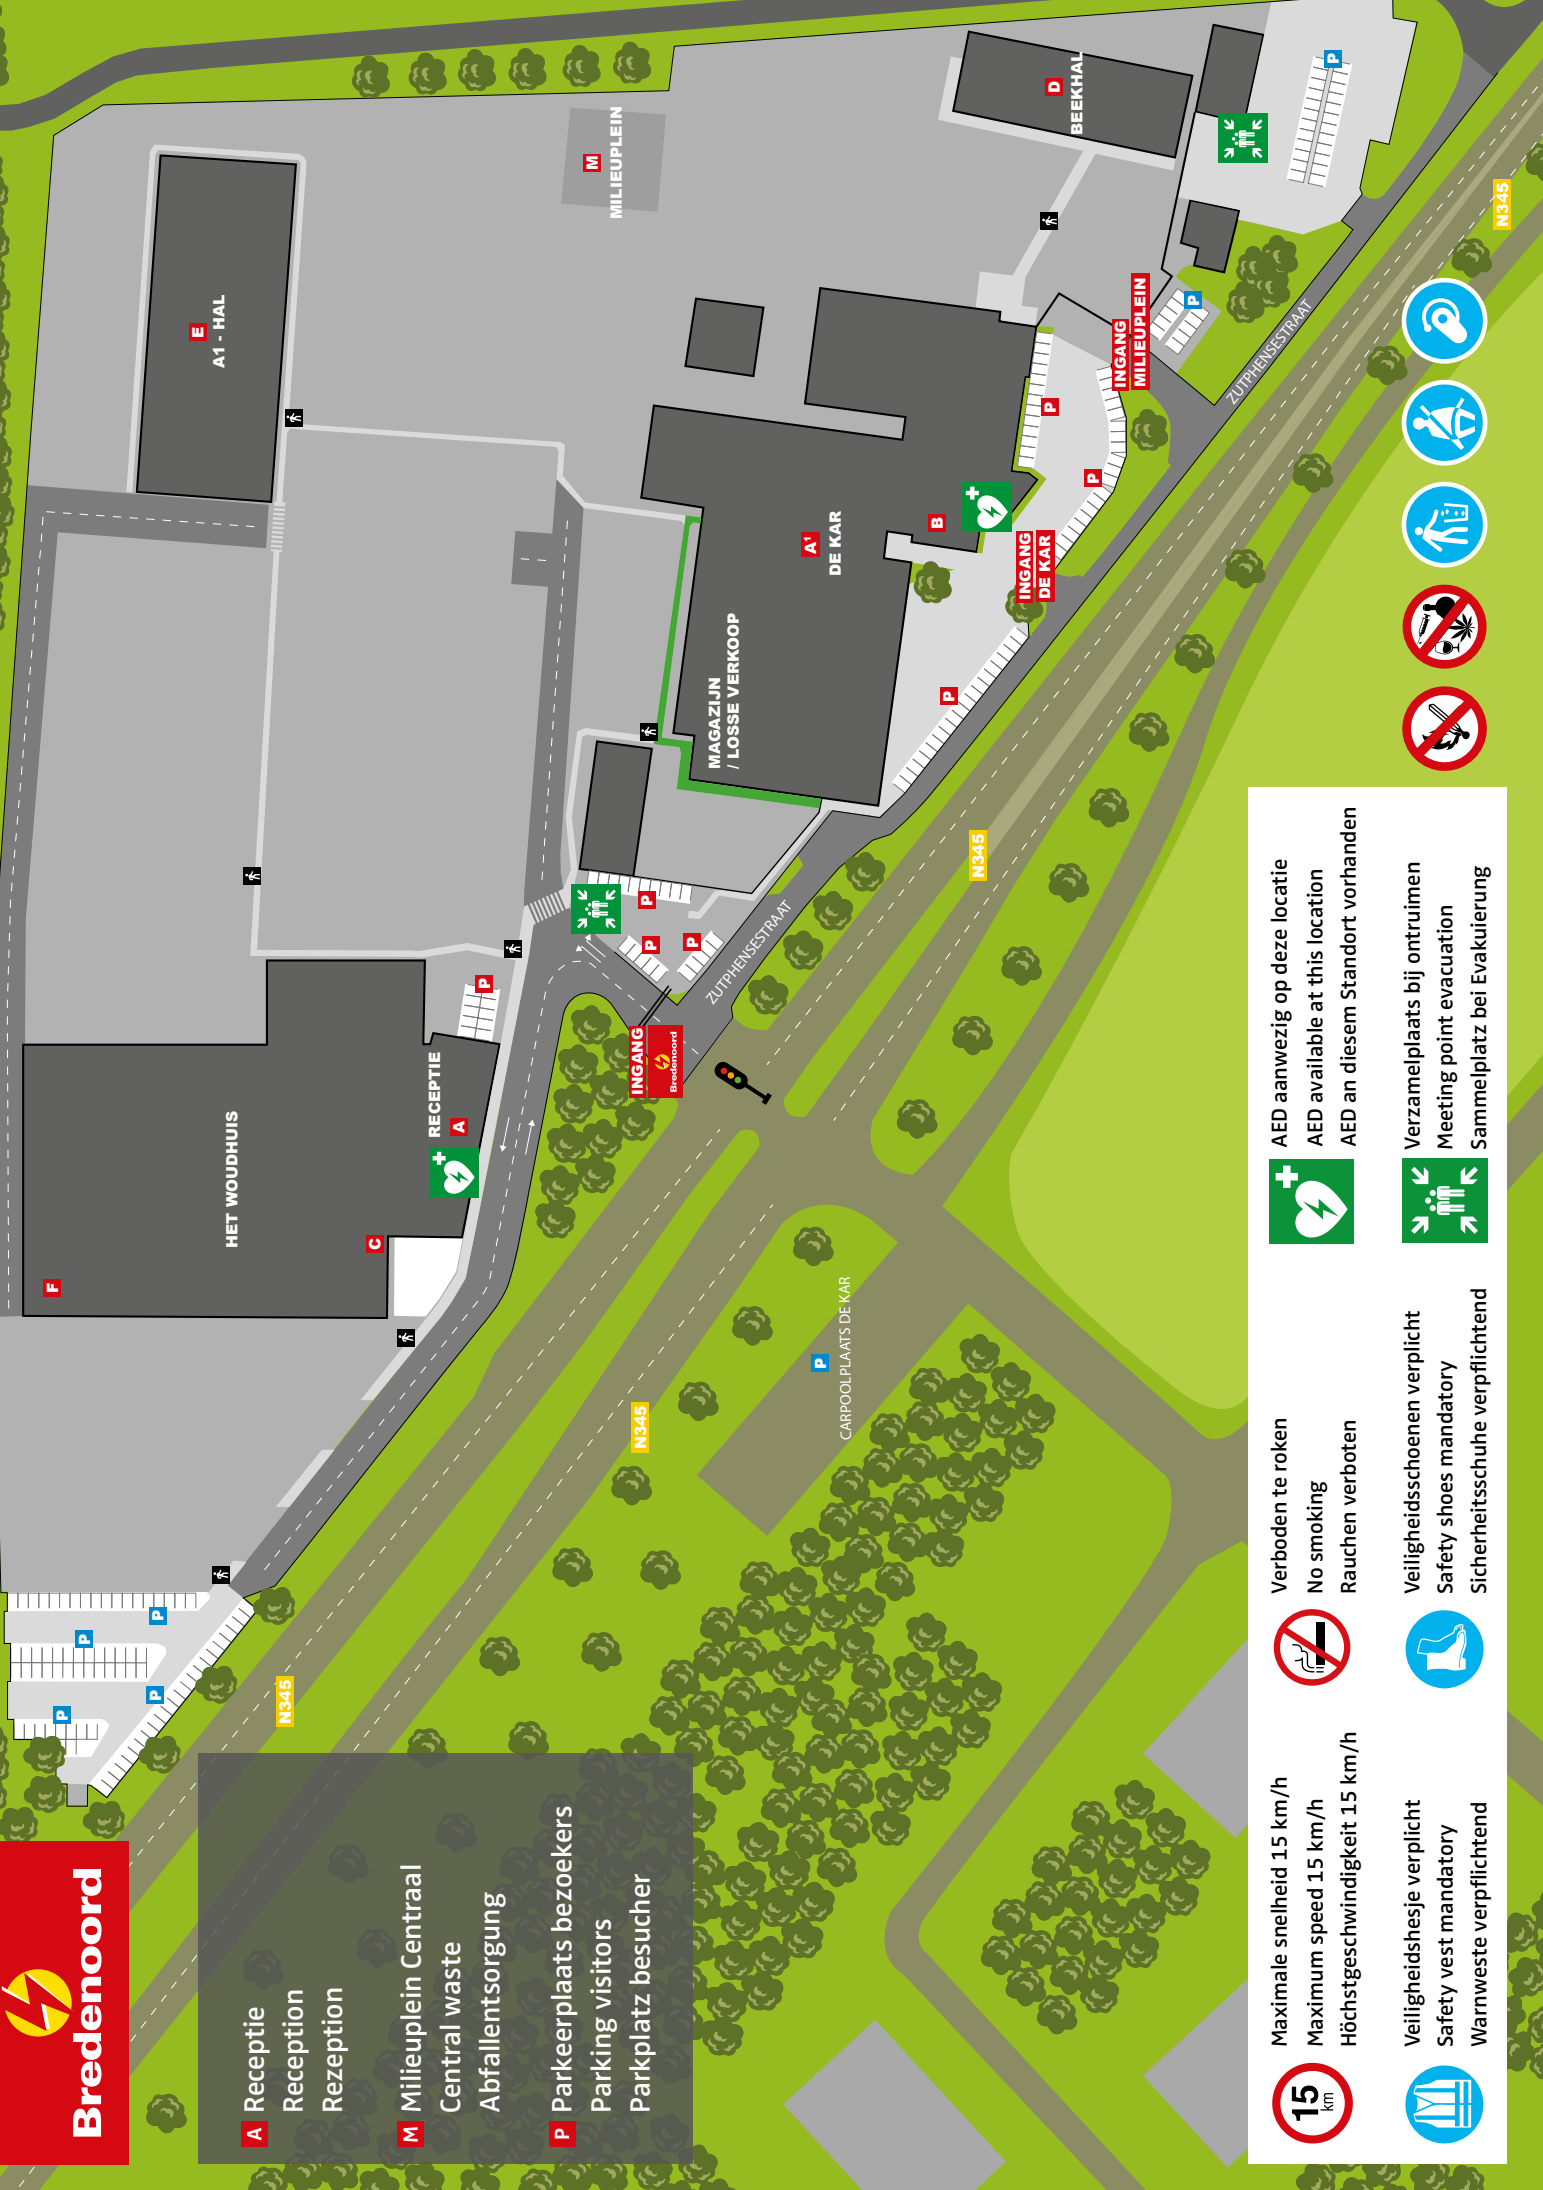 Bredenoord
A Receptie
Reception
Rezeption
M Milieuplein Centraal
Central waste
Abfallentsorgung
P Parkeerplaats bezoekers
Parking visitors
Parkplatz besucher
F
HET WOUDHUIS
C
RECEPTIE
A
E
A1 - HAL
M
MILIEUPLEIN
D
BEEKHAL
A¹
DE KAR
B
MAGAZIJN
/ LOSSE VERKOOP
INGANG
Bredenoord
INGANG
DE KAR
INGANG
MILIEUPLEIN
P
P
P
P
P
P
P
P
P
P
P
P
P
P
CARPOOLPLAATS DE KAR
ZUTPHENSESTRAAT
ZUTPHENSESTRAAT
N345
N345
N345
N345
15
km
Maximale snelheid 15 km/h
Maximum speed 15 km/h
Höchstgeschwindigkeit 15 km/h
Verboden te roken
No smoking
Rauchen verboten
AED aanwezig op deze locatie
AED available at this location
AED an diesem Standort vorhanden
Veiligheidshesje verplicht
Safety vest mandatory
Warnweste verpflichtend
Veiligheidsschoenen verplicht
Safety shoes mandatory
Sicherheitsschuhe verpflichtend
Verzamelplaats bij ontruimen
Meeting point evacuation
Sammelplatz bei Evakuierung